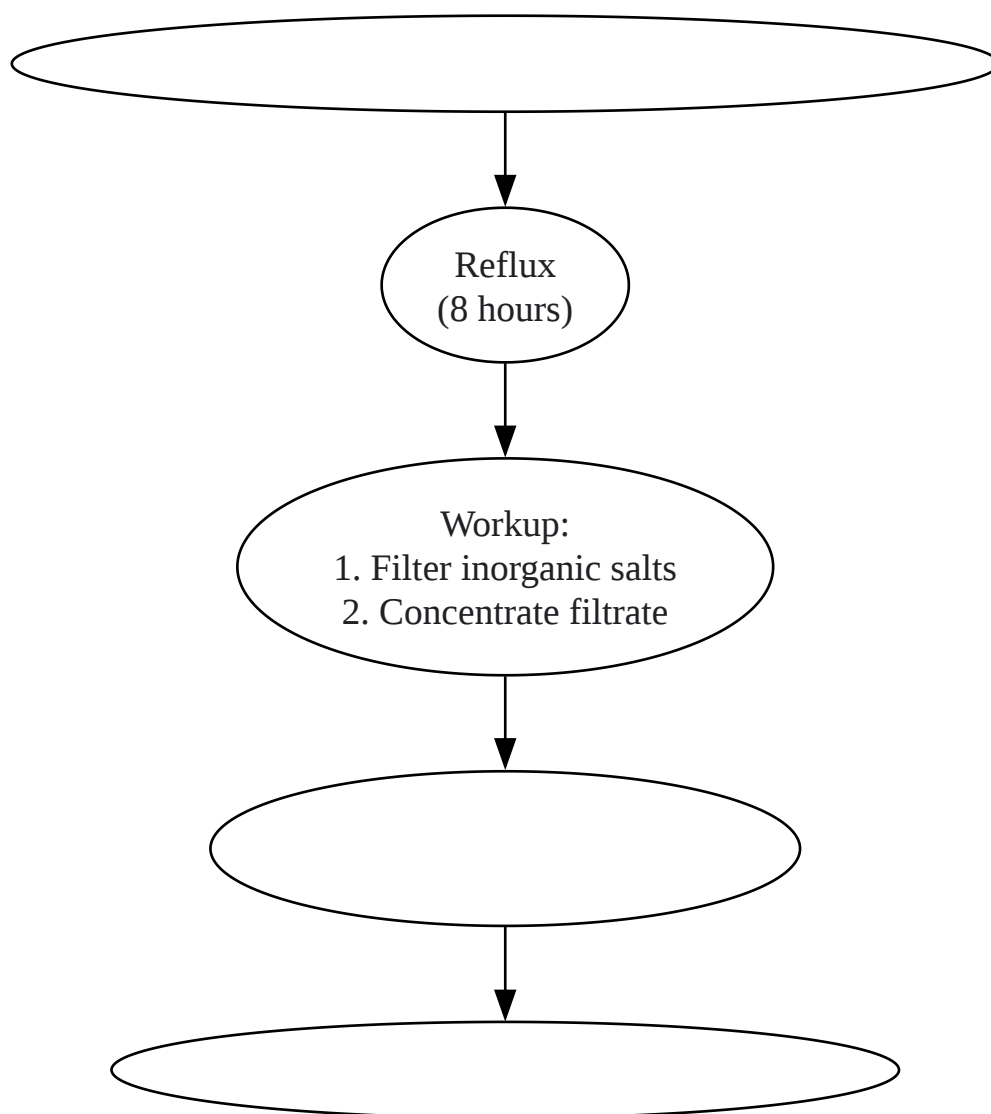 Reflux
(8 hours)
Workup:
1. Filter inorganic salts
2. Concentrate filtrate